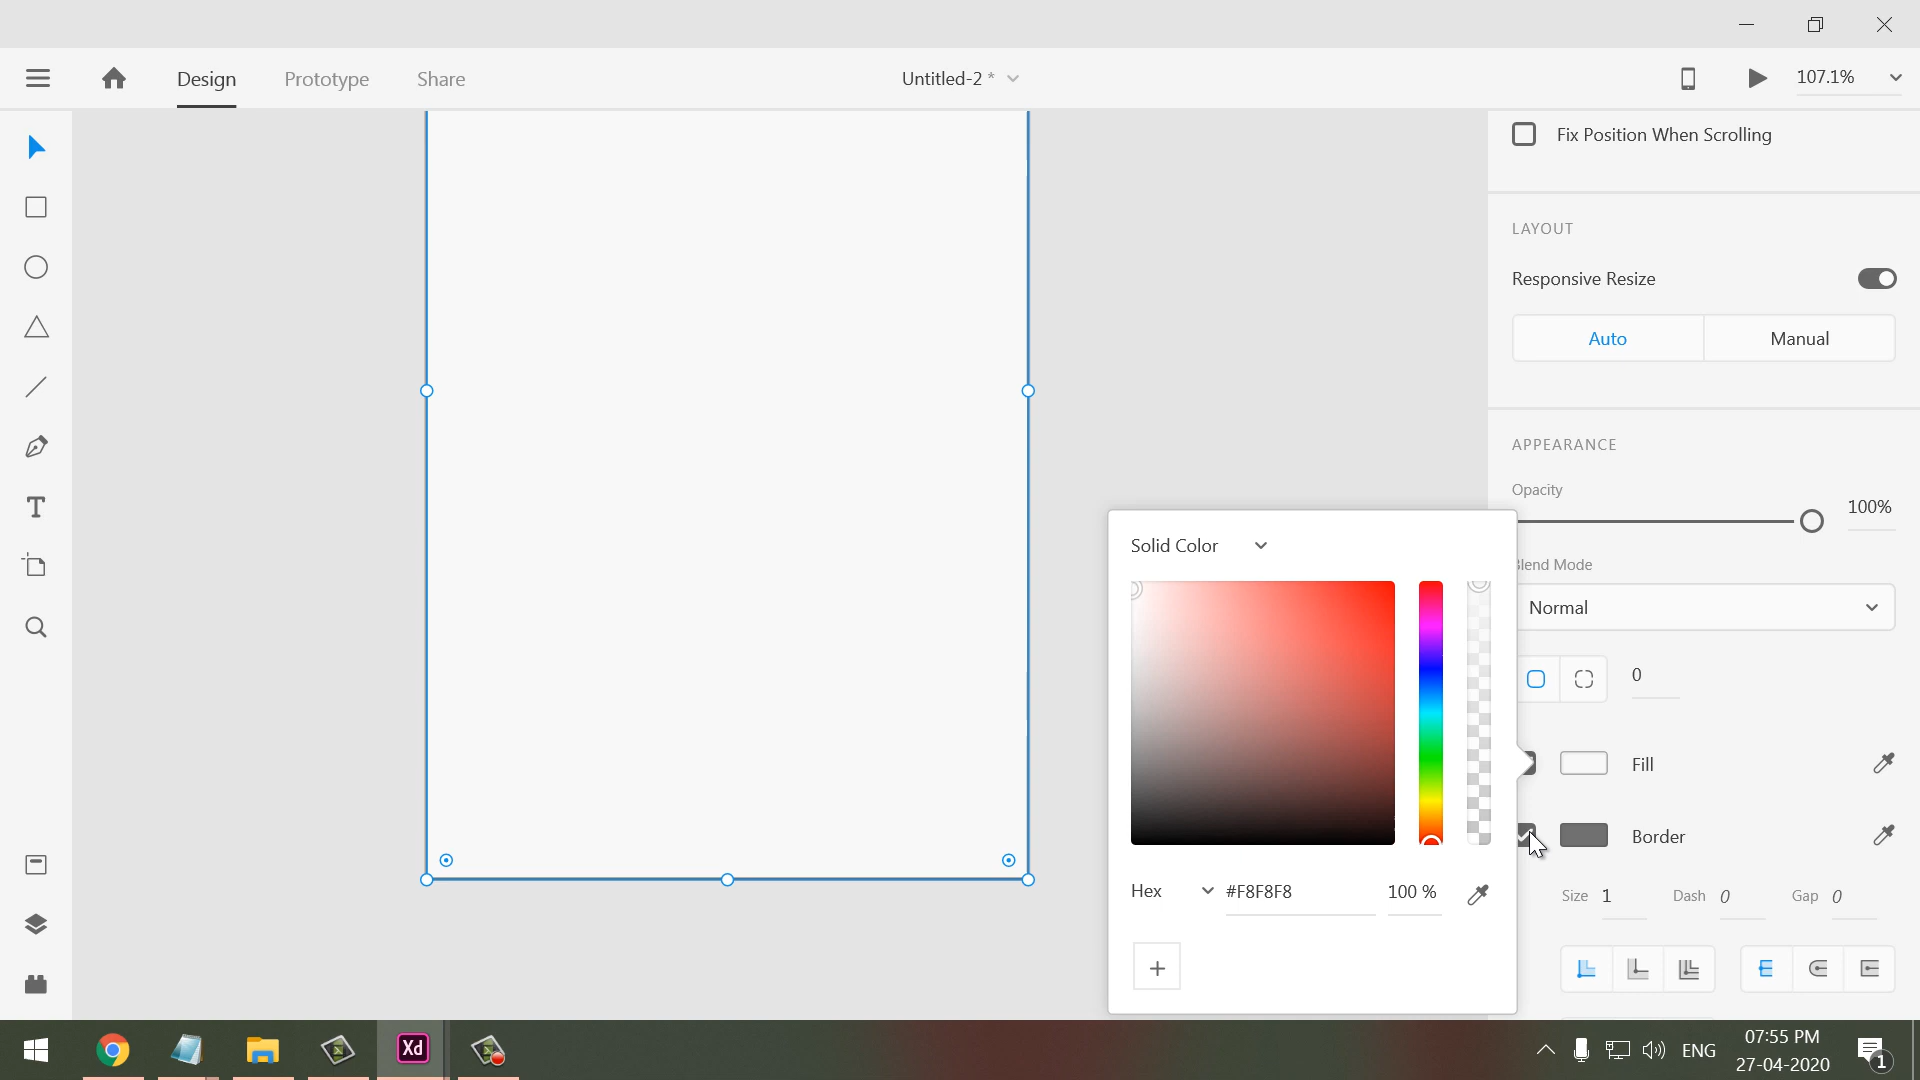 Design Prototype Share
Untitled-2 *
107.1%
Fix Position When Scrolling
LAYOUT
Responsive Resize
Auto Manual
APPEARANCE
Opacity
100%
Blend Mode
Normal
0
Solid Color
Fill
Border
Hex #F8F8F8 100 %
Size 1 Dash 0 Gap 0
+
T
Xd
ENG
07:55 PM
27-04-2020
1